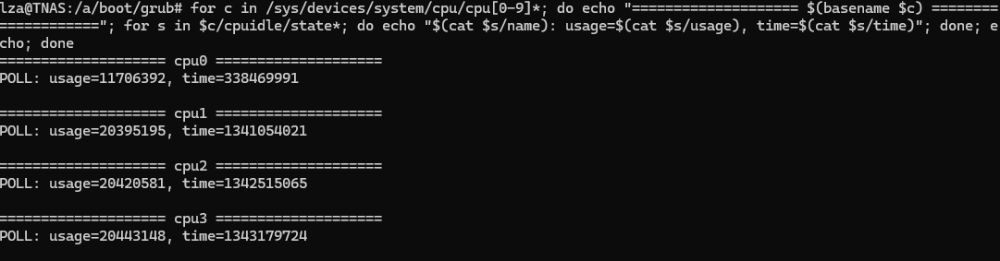 lza@TNAS:/a/boot/grub# for c in /sys/devices/system/cpu/cpu[0-9]*; do echo "==================== $(basename $c) ========
============"; for s in $c/cpuidle/state*; do echo "$(cat $s/name): usage=$(cat $s/usage), time=$(cat $s/time)"; done; e
cho; done
==================== cpu0 ====================
POLL: usage=11706392, time=338469991
==================== cpu1 ====================
POLL: usage=20395195, time=1341054021
==================== cpu2 ====================
POLL: usage=20420581, time=1342515065
==================== cpu3 ====================
POLL: usage=20443148, time=1343179724